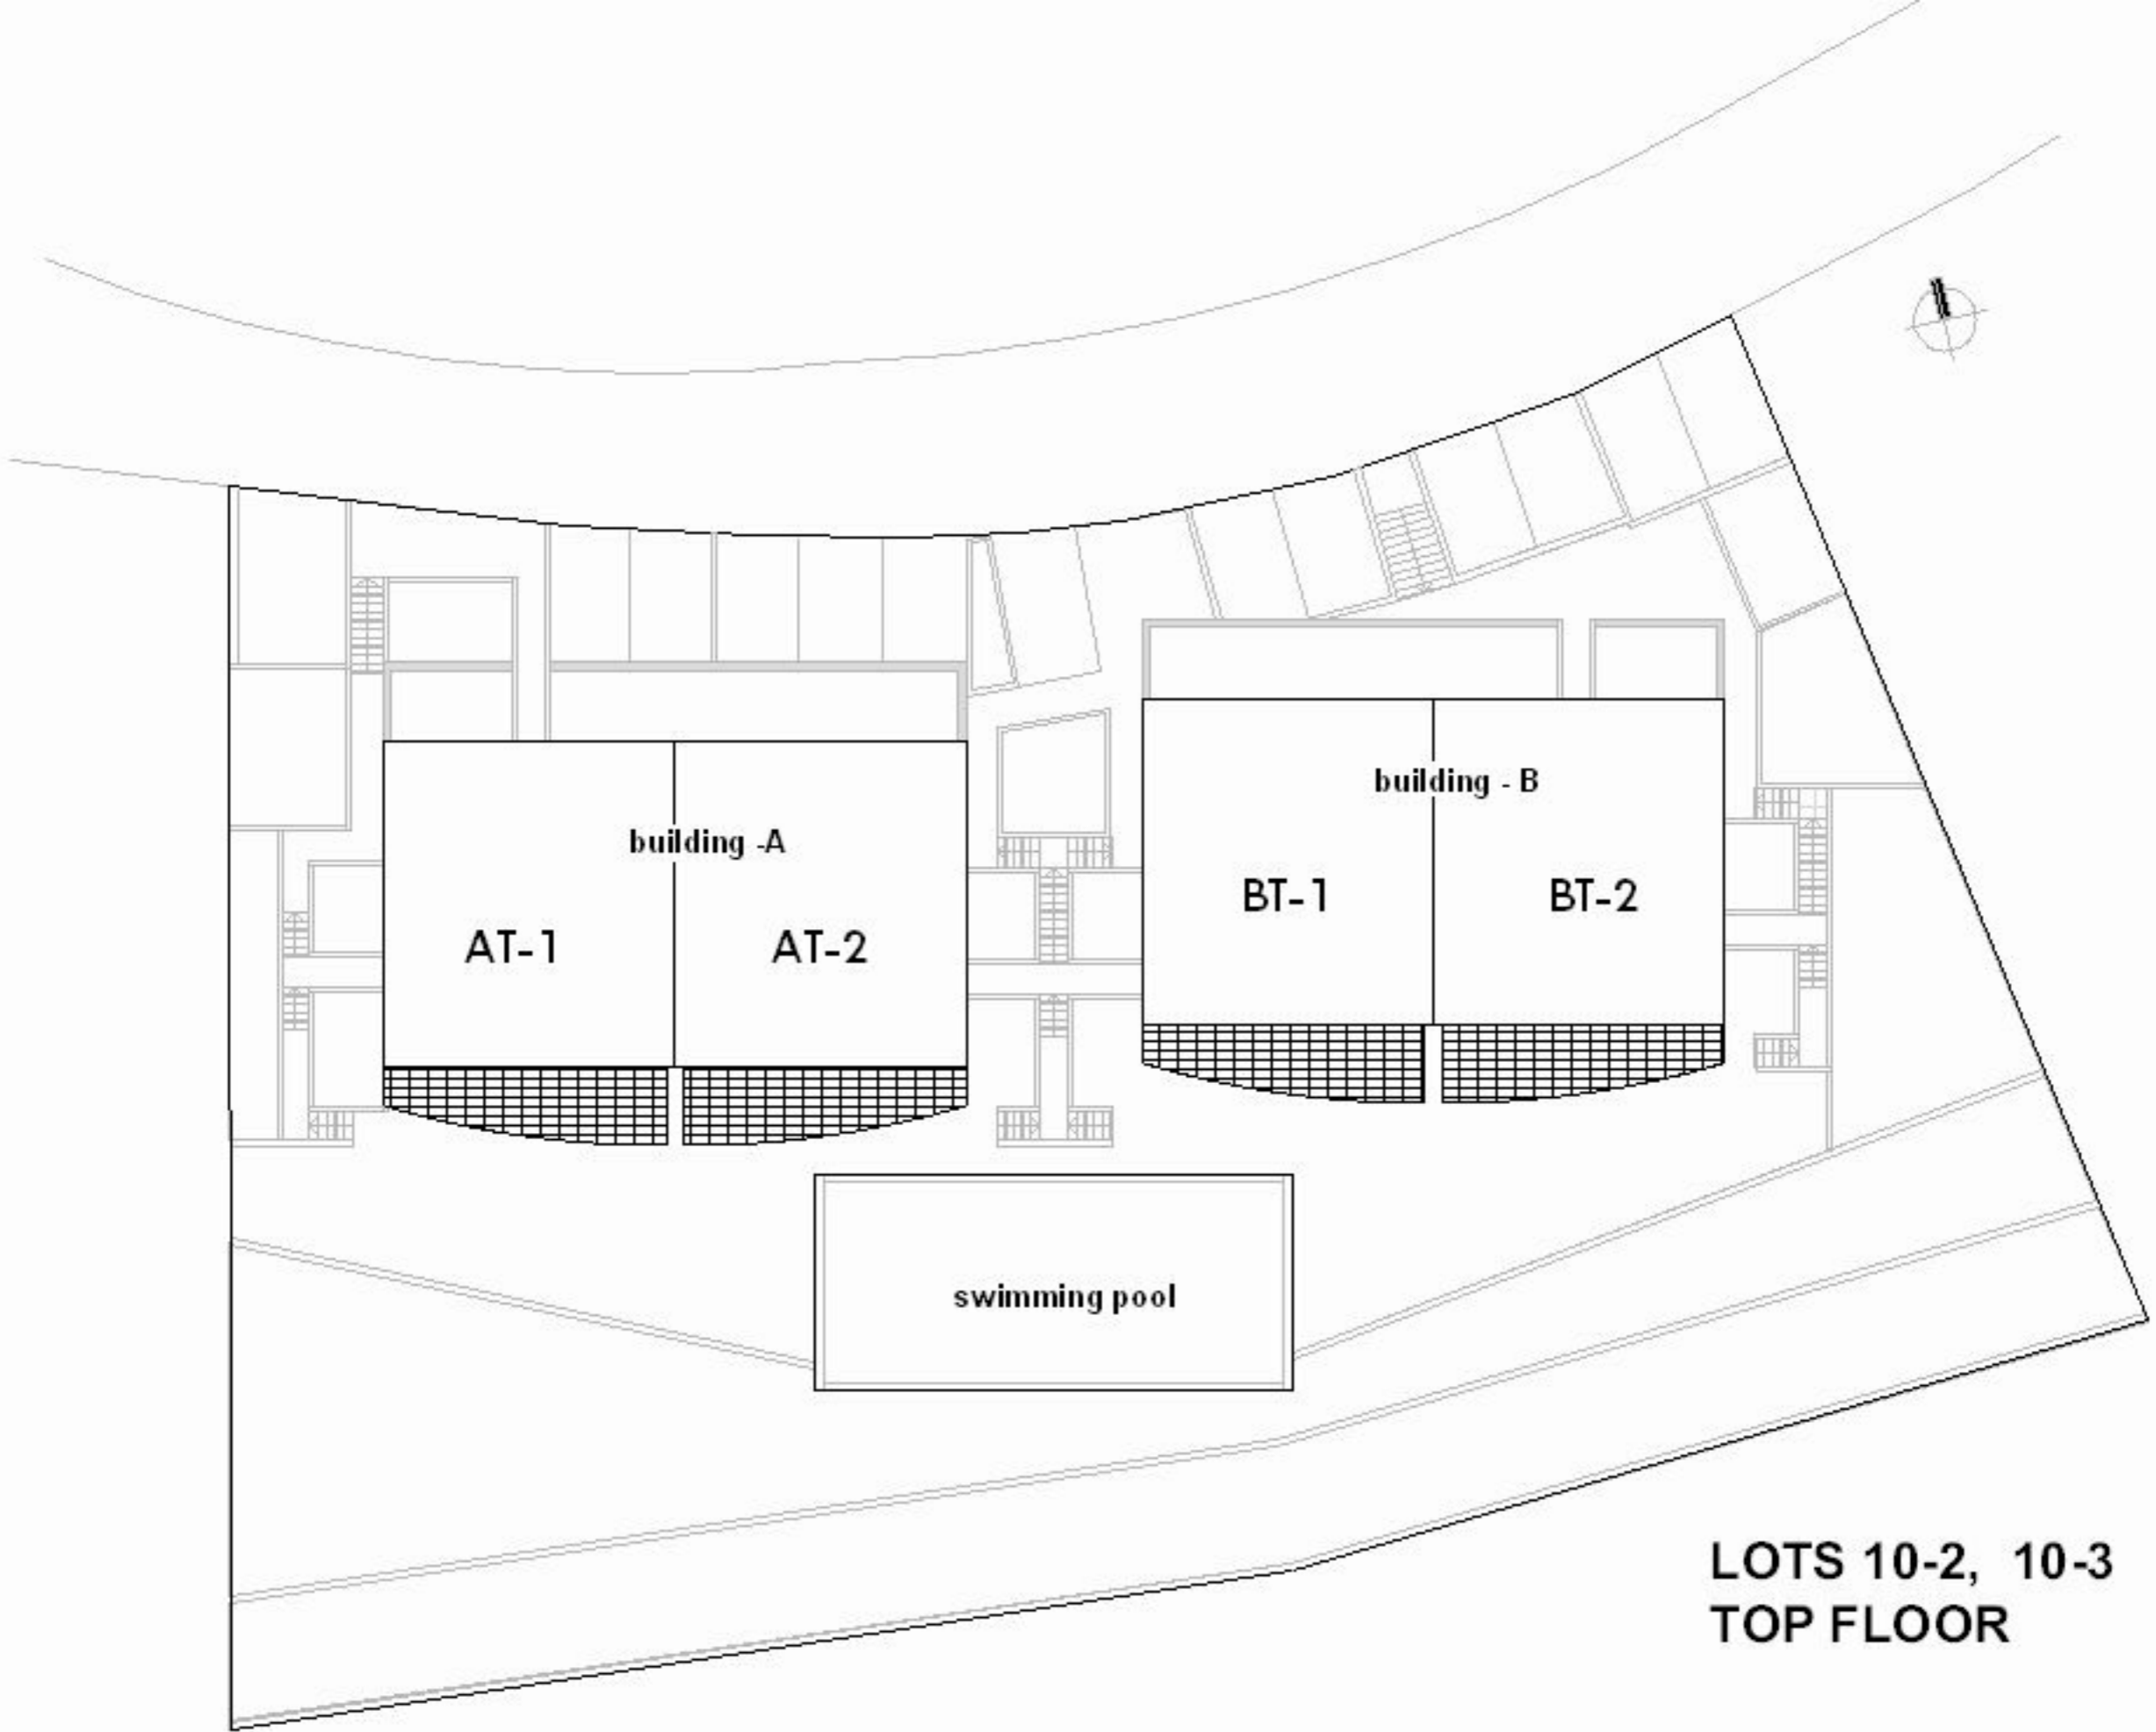 building - B
building -A
BT-1
BT-2
AT-1
AT-2
swimming pool
LOTS 10-2, 10-3
TOP FLOOR